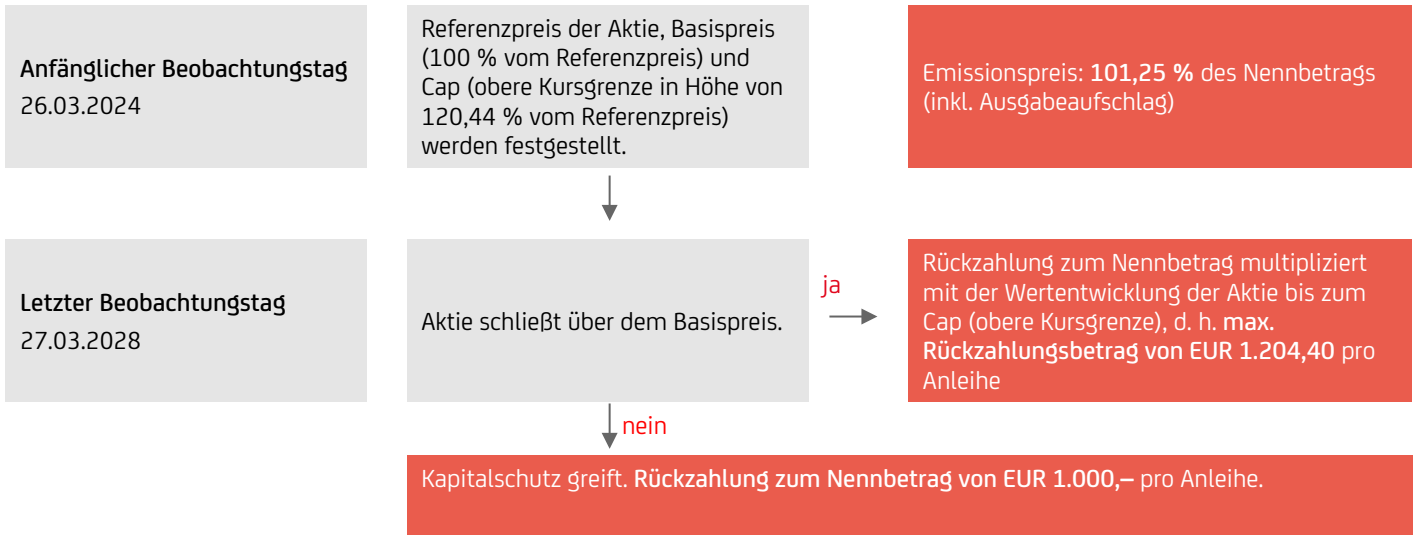 Anfänglicher Beobachtungstag
26.03.2024
Referenzpreis der Aktie, Basispreis
(100 % vom Referenzpreis) und
Cap (obere Kursgrenze in Höhe von
120,44 % vom Referenzpreis)
werden festgestellt.
Emissionspreis: 101,25 % des Nennbetrags
(inkl. Ausgabeaufschlag)
Letzter Beobachtungstag
27.03.2028
Aktie schließt über dem Basispreis.
ja
Rückzahlung zum Nennbetrag multipliziert
mit der Wertentwicklung der Aktie bis zum
Cap (obere Kursgrenze), d. h. max.
Rückzahlungsbetrag von EUR 1.204,40 pro
Anleihe
nein
Kapitalschutz greift. Rückzahlung zum Nennbetrag von EUR 1.000,– pro Anleihe.